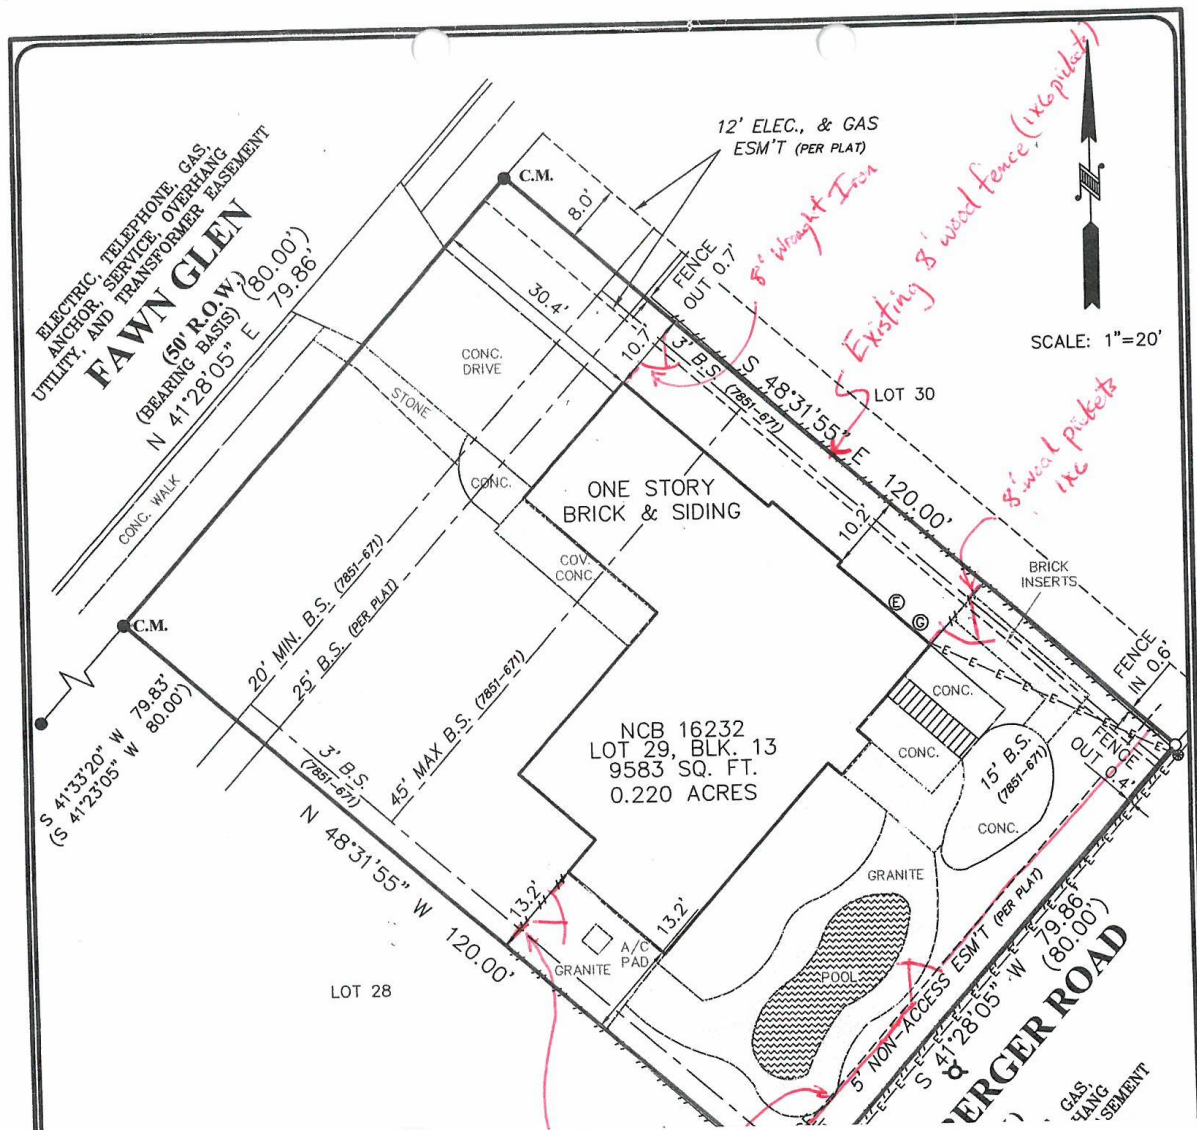 ELECTRIC, TELEPHONE, GAS,
ANCHOR, SERVICE, OVERHANG
UTILITY, AND TRANSFORMER EASEMENT
FAWN GLEN
(50' R.O.W.)
(BEARING BASIS) (80.00')
N 41°28'05" E 79.86'
C.M.
12' ELEC., & GAS
ESM'T (PER PLAT)
8.0'
FENCE
OUT 0.7'
8' Wrought Iron
Existing 8' wood fence (1x6 pickets)
SCALE: 1"=20'
30.4'
10.7'
3' B.S.
(7851-671)
S 48°31'55" E 120.00'
LOT 30
8' wood pickets
1x6
CONC.
DRIVE
STONE
CONC.
CONC. WALK
ONE STORY
BRICK & SIDING
COV.
CONC.
10.2'
BRICK
INSERTS
E
G
FENCE
IN 0.6'
C.M.
20' MIN. B.S. (7851-671)
25' B.S. (PER PLAT)
45' MAX B.S. (7851-671)
S 41°33'20" W 79.83'
(S 41°23'05" W 80.00')
3' B.S.
(7851-671)
N 48°31'55" W 120.00'
NCB 16232
LOT 29, BLK. 13
9583 SQ. FT.
0.220 ACRES
CONC.
CONC.
15' B.S.
(7851-671)
CONC.
FENCE
OUT 0.4'
GRANITE
13.2'
13.2'
A/C
PAD
GRANITE
POOL
LOT 28
5' NON-ACCESS ESM'T (PER PLAT)
S 41°28'05" W 79.86'
(80.00')
BERGER ROAD
GAS,
HANG
SEMENT